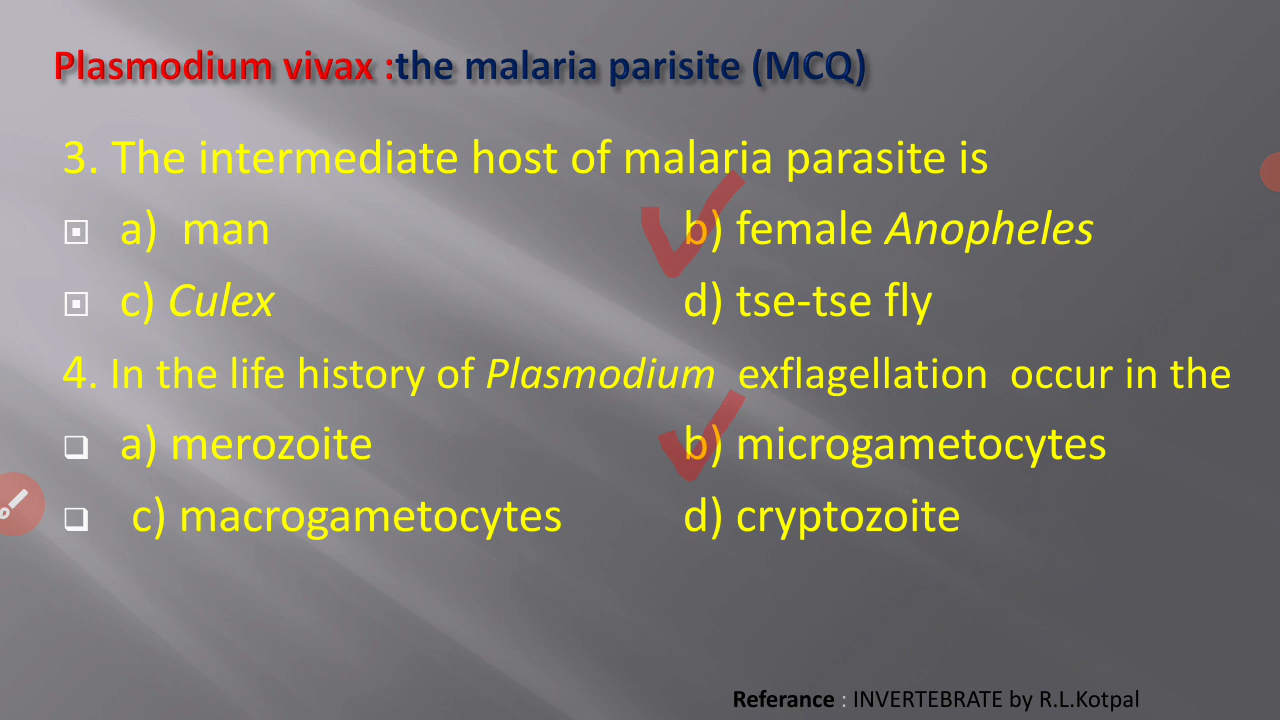 Plasmodium vivax :the malaria parisite (MCQ)
3. The intermediate host of malaria parasite is
a) man b) female Anopheles
c) Culex d) tse-tse fly
4. In the life history of Plasmodium exflagellation occur in the
a) merozoite b) microgametocytes
c) macrogametocytes d) cryptozoite
Referance : INVERTEBRATE by R.L.Kotpal